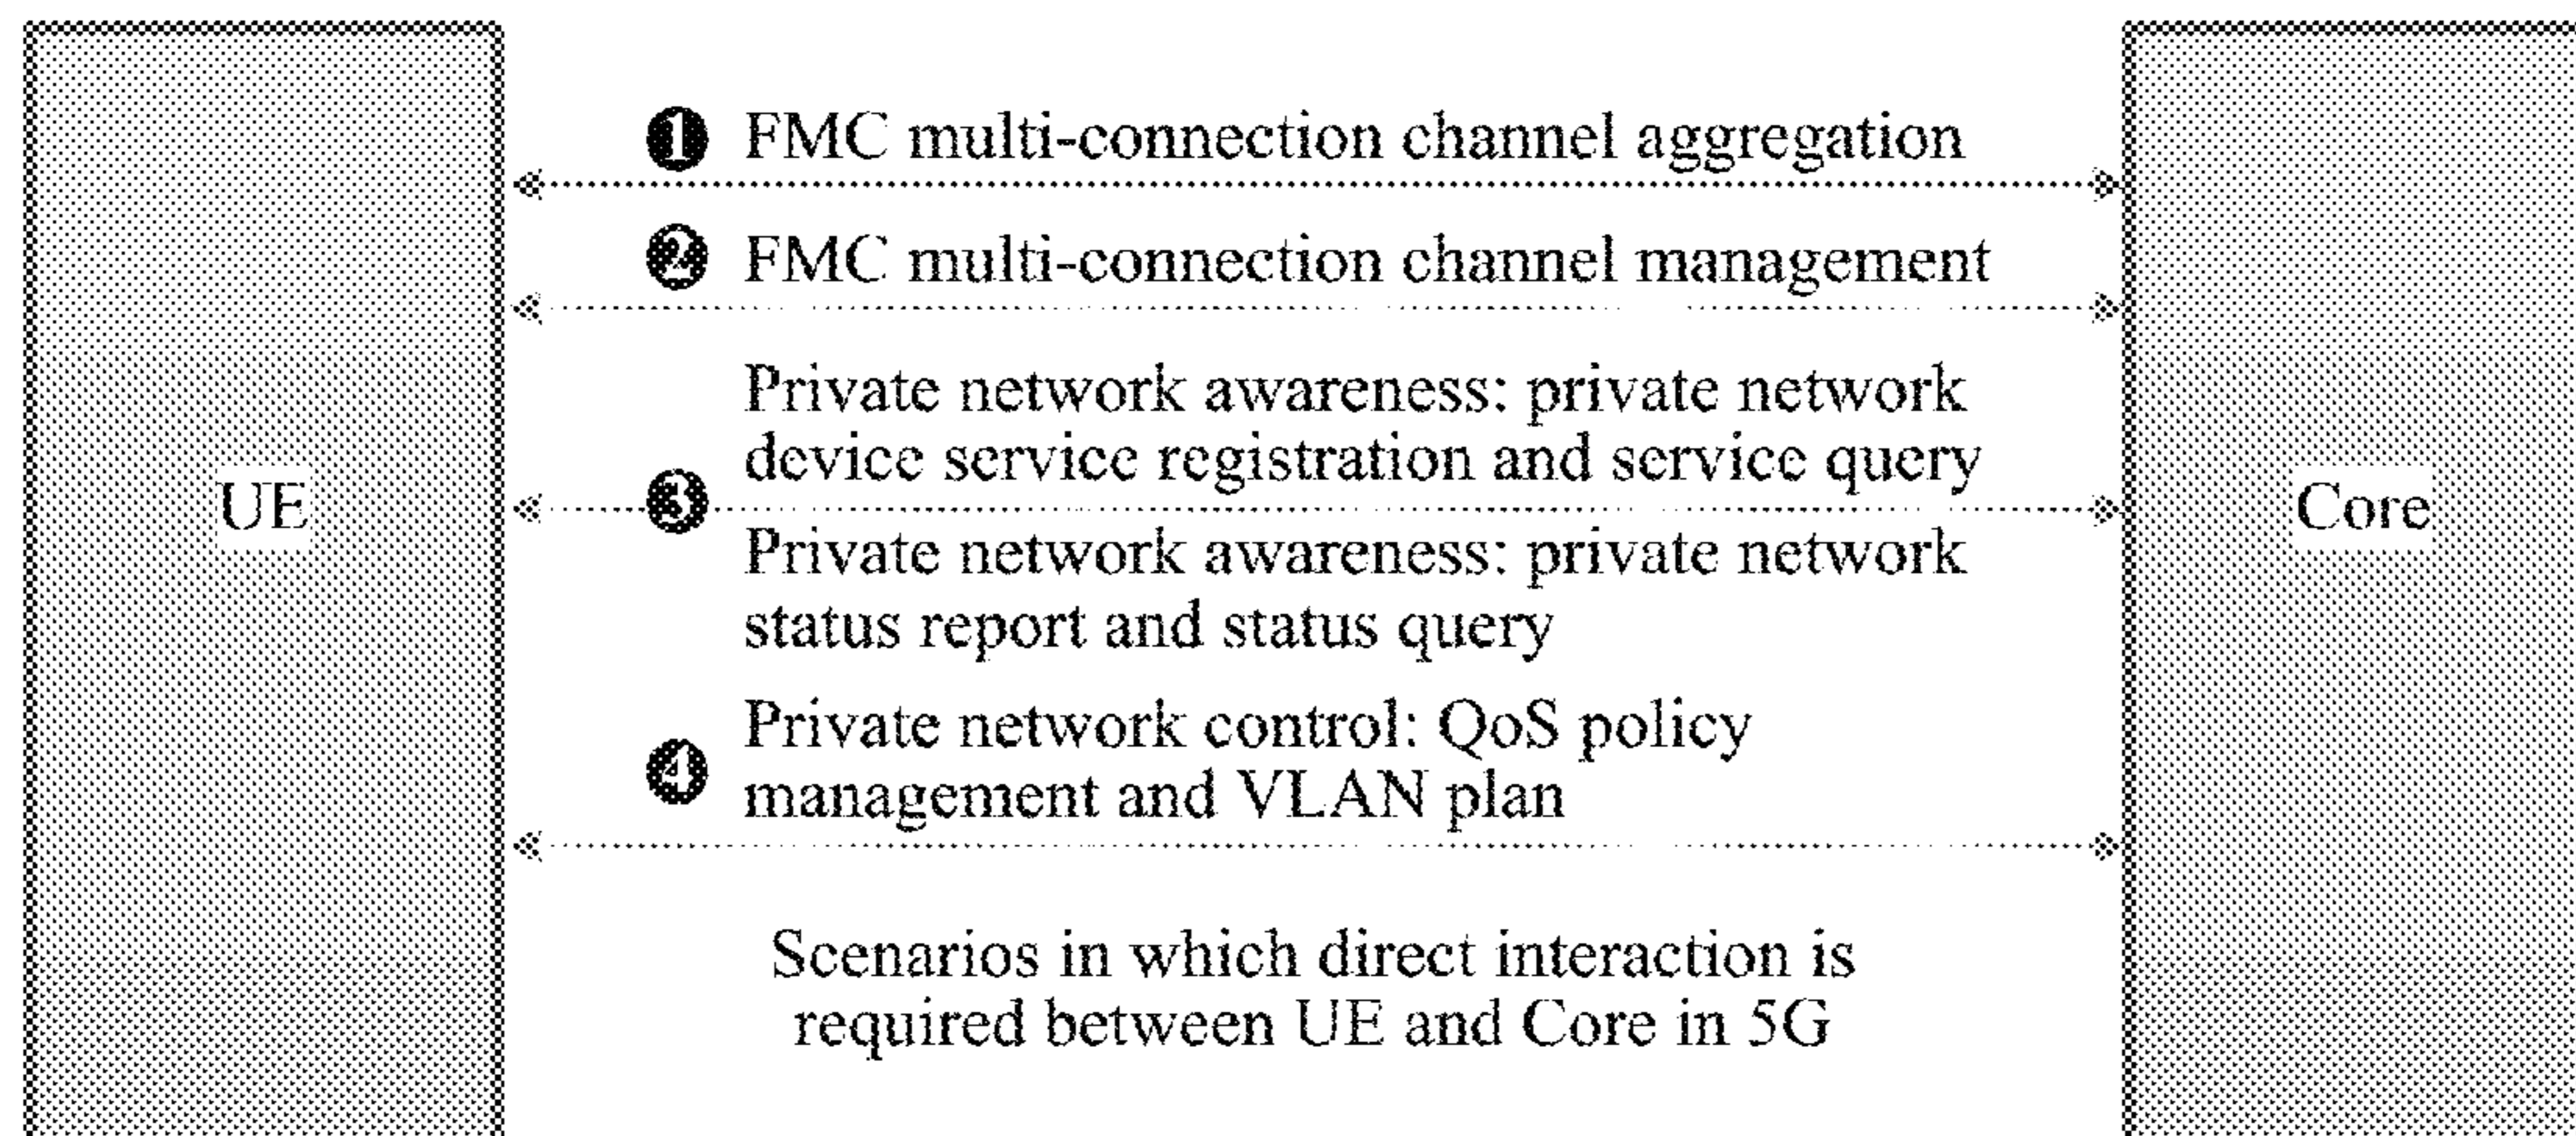 ❶ FMC multi-connection channel aggregation
❷ FMC multi-connection channel management
Private network awareness: private network
device service registration and service query
UE
❸
Core
Private network awareness: private network
status report and status query
❹ Private network control: QoS policy
management and VLAN plan
Scenarios in which direct interaction is
required between UE and Core in 5G